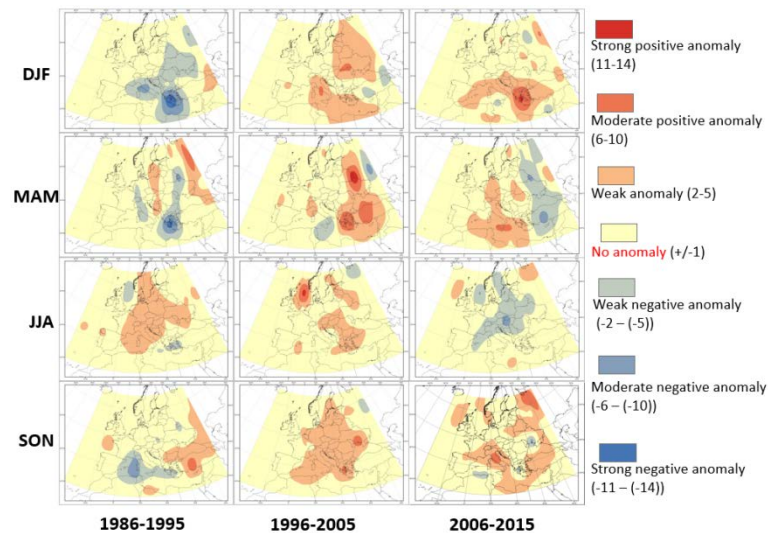 DJF
MAM
JJA
SON
1986-1995
1996-2005
2006-2015
Strong positive anomaly
(11-14)
Moderate positive anomaly
(6-10)
Weak anomaly (2-5)
No anomaly (+/-1)
Weak negative anomaly
(-2 – (-5))
Moderate negative anomaly
(-6 – (-10))
Strong negative anomaly
(-11 – (-14))